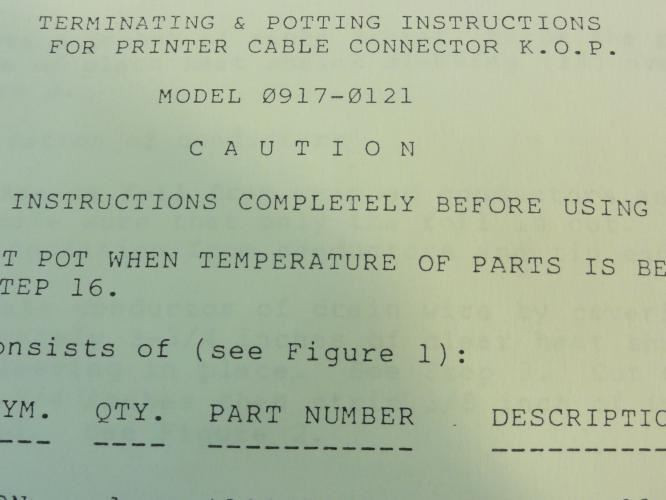 TERMINATING & POTTING INSTRUCTIONS
FOR PRINTER CABLE CONNECTOR K.O.P.
MODEL Ø917-Ø121
C A U T I O N
INSTRUCTIONS COMPLETELY BEFORE USING
T POT WHEN TEMPERATURE OF PARTS IS BE
TEP 16.
onsists of (see Figure 1):
YM. QTY. PART NUMBER DESCRIPTIO